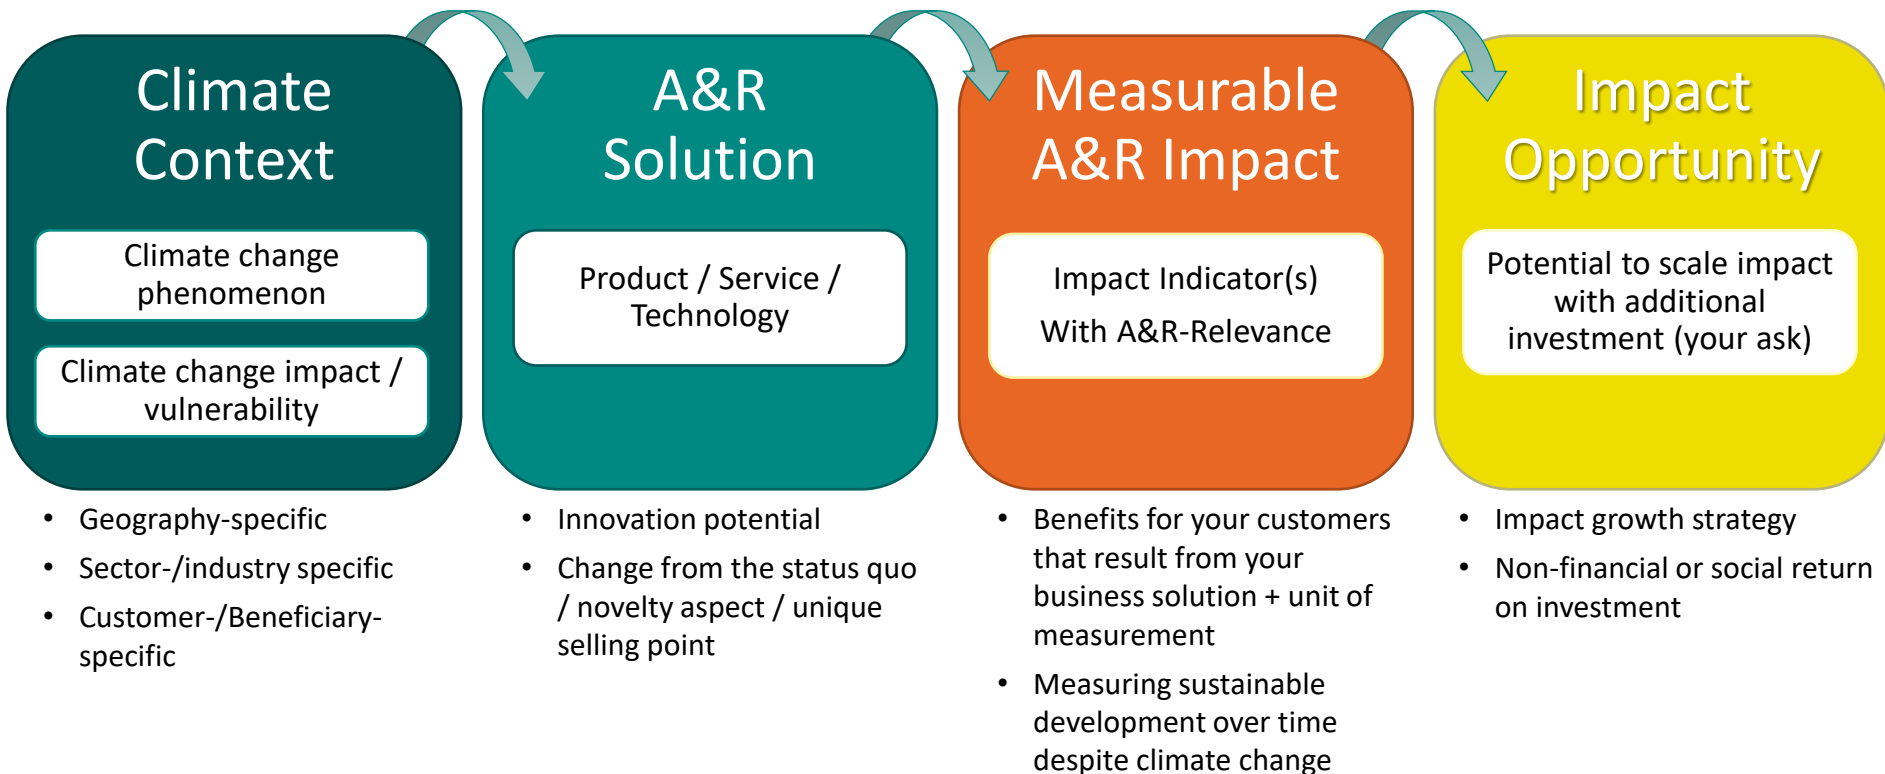 Climate
Context
Climate change
phenomenon
Climate change impact /
vulnerability
• Geography-specific
• Sector-/industry specific
• Customer-/Beneficiary-
specific
A&R
Solution
Product / Service /
Technology
• Innovation potential
• Change from the status quo
/ novelty aspect / unique
selling point
Measurable
A&R Impact
Impact Indicator(s)
With A&R-Relevance
• Benefits for your customers
that result from your
business solution + unit of
measurement
• Measuring sustainable
development over time
despite climate change
Impact
Opportunity
Potential to scale impact
with additional
investment (your ask)
• Impact growth strategy
• Non-financial or social return
on investment